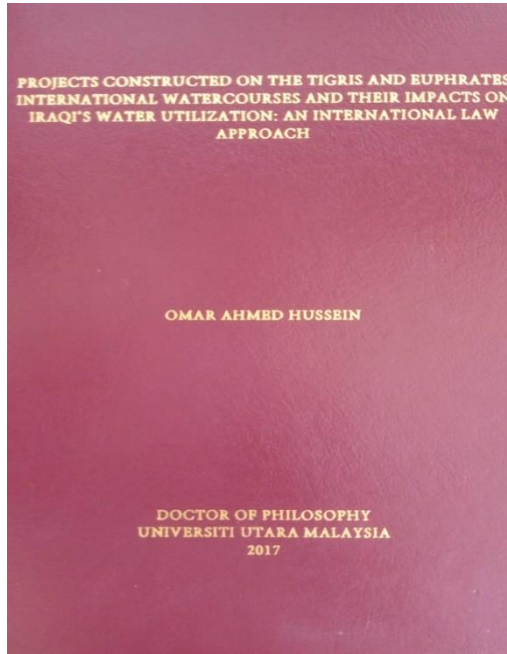 PROJECTS CONSTRUCTED ON THE TIGRIS AND EUPHRATES
INTERNATIONAL WATERCOURSES AND THEIR IMPACTS ON
IRAQI'S WATER UTILIZATION: AN INTERNATIONAL LAW
APPROACH
OMAR AHMED HUSSEIN
DOCTOR OF PHILOSOPHY
UNIVERSITI UTARA MALAYSIA
2017